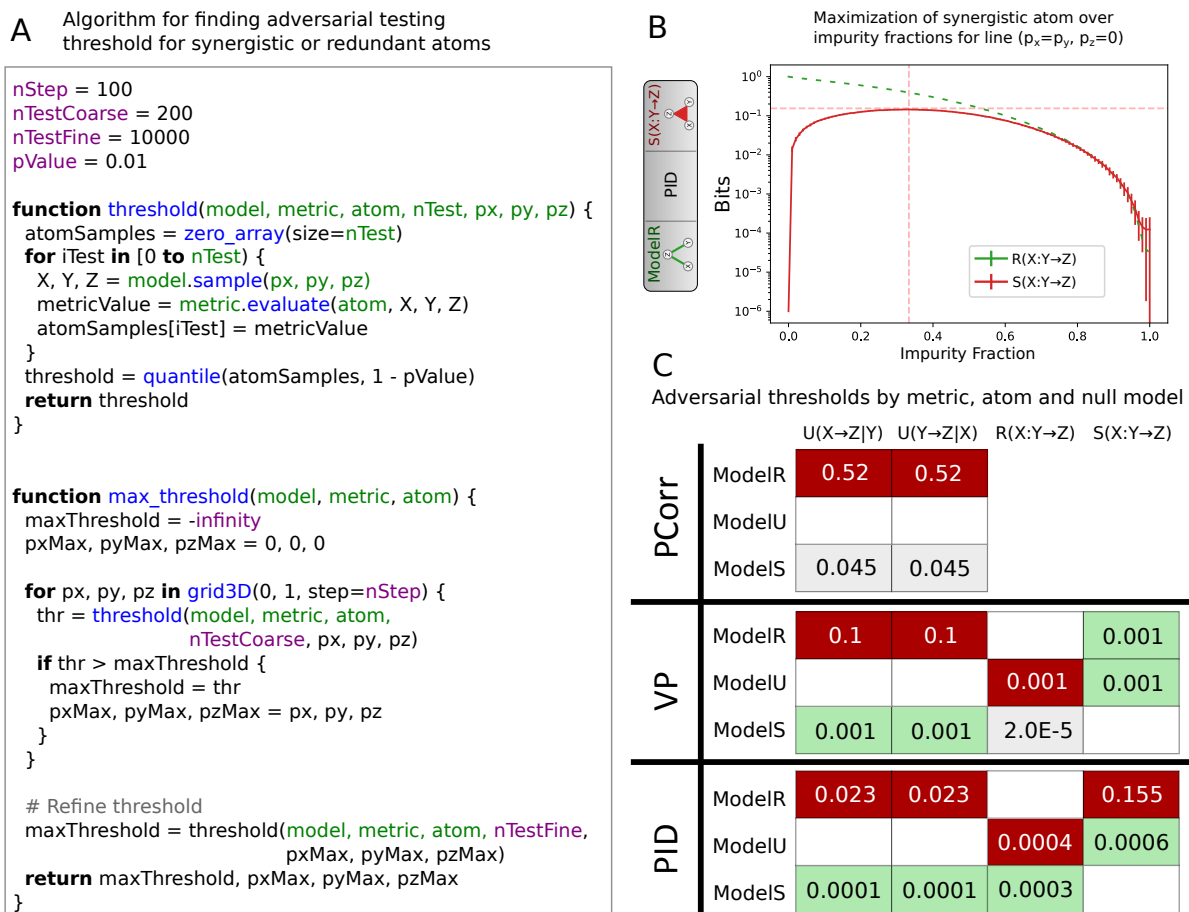 A
Algorithm for finding adversarial testing
threshold for synergistic or redundant atoms
nStep = 100
nTestCoarse = 200
nTestFine = 10000
pValue = 0.01
function threshold(model, metric, atom, nTest, px, py, pz) {
atomSamples = zero_array(size=nTest)
for iTest in [0 to nTest) {
X, Y, Z = model.sample(px, py, pz)
metricValue = metric.evaluate(atom, X, Y, Z)
atomSamples[iTest] = metricValue
}
threshold = quantile(atomSamples, 1 - pValue)
return threshold
}
function max_threshold(model, metric, atom) {
maxThreshold = -infinity
pxMax, pyMax, pzMax = 0, 0, 0
for px, py, pz in grid3D(0, 1, step=nStep) {
thr = threshold(model, metric, atom,
nTestCoarse, px, py, pz)
if thr > maxThreshold {
maxThreshold = thr
pxMax, pyMax, pzMax = px, py, pz
}
}
# Refine threshold
maxThreshold = threshold(model, metric, atom, nTestFine,
pxMax, pyMax, pzMax)
return maxThreshold, pxMax, pyMax, pzMax
}
B
Maximization of synergistic atom over
impurity fractions for line (pₓ=pᵧ, p_z=0)
S(X:Y→Z)
Z
Y
X
PID
ModelR
Z
Y
X
Bits
10⁰
10⁻¹
10⁻²
10⁻³
10⁻⁴
10⁻⁵
10⁻⁶
R(X:Y→Z)
S(X:Y→Z)
0.0 0.2 0.4 0.6 0.8 1.0
Impurity Fraction
C
Adversarial thresholds by metric, atom and null model
U(X→Z|Y) U(Y→Z|X) R(X:Y→Z) S(X:Y→Z)
PCorr
ModelR 0.52 0.52
ModelU
ModelS 0.045 0.045
VP
ModelR 0.1 0.1 0.001
ModelU 0.001 0.001
ModelS 0.001 0.001 2.0E-5
PID
ModelR 0.023 0.023 0.155
ModelU 0.0004 0.0006
ModelS 0.0001 0.0001 0.0003